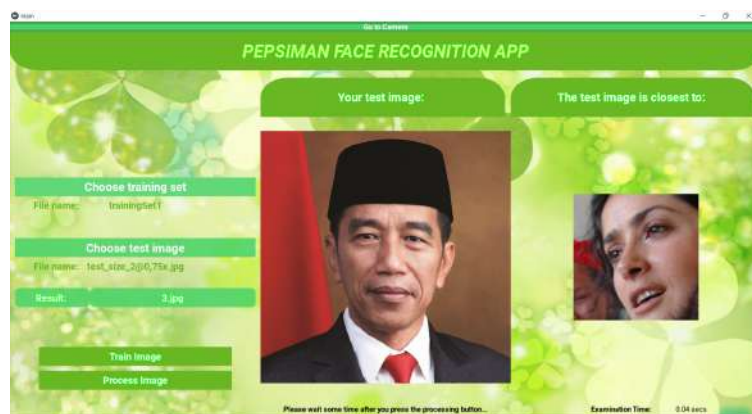 main
Go to Camera
PEPSIMAN FACE RECOGNITION APP
Your test image:
The test image is closest to:
Choose training set
File name: trainingSet1
Choose test image
File name: test_size_2@0,75x.jpg
Result: 3.jpg
Train Image
Process Image
Please wait some time after you press the processing button...
Examination Time: 0.04 secs